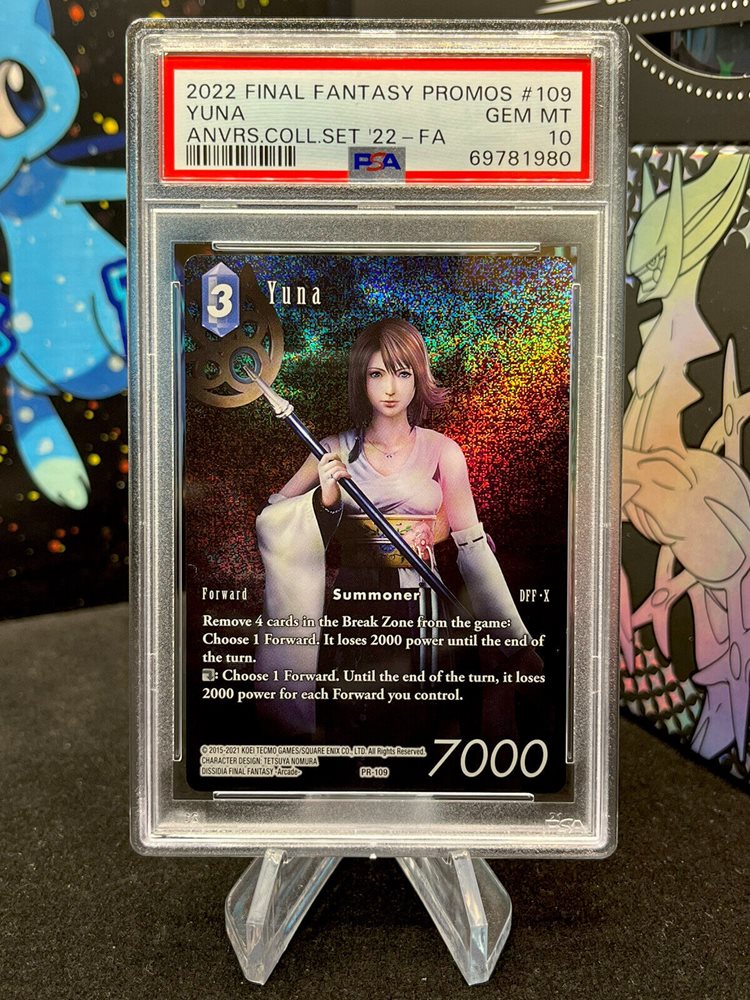 2022 FINAL FANTASY PROMOS #109
YUNA GEM MT
ANVRS.COLL.SET '22-FA 10
PSA 69781980
3 Yuna
Forward Summoner DFF·X
Remove 4 cards in the Break Zone from the game:
Choose 1 Forward. It loses 2000 power until the end of
the turn.
: Choose 1 Forward. Until the end of the turn, it loses
2000 power for each Forward you control.
© 2015-2021 KOEI TECMO GAMES/SQUARE ENIX CO., LTD. All Rights Reserved.
CHARACTER DESIGN: TETSUYA NOMURA
DISSIDIA FINAL FANTASY -Arcade- PR-109 7000
PSA